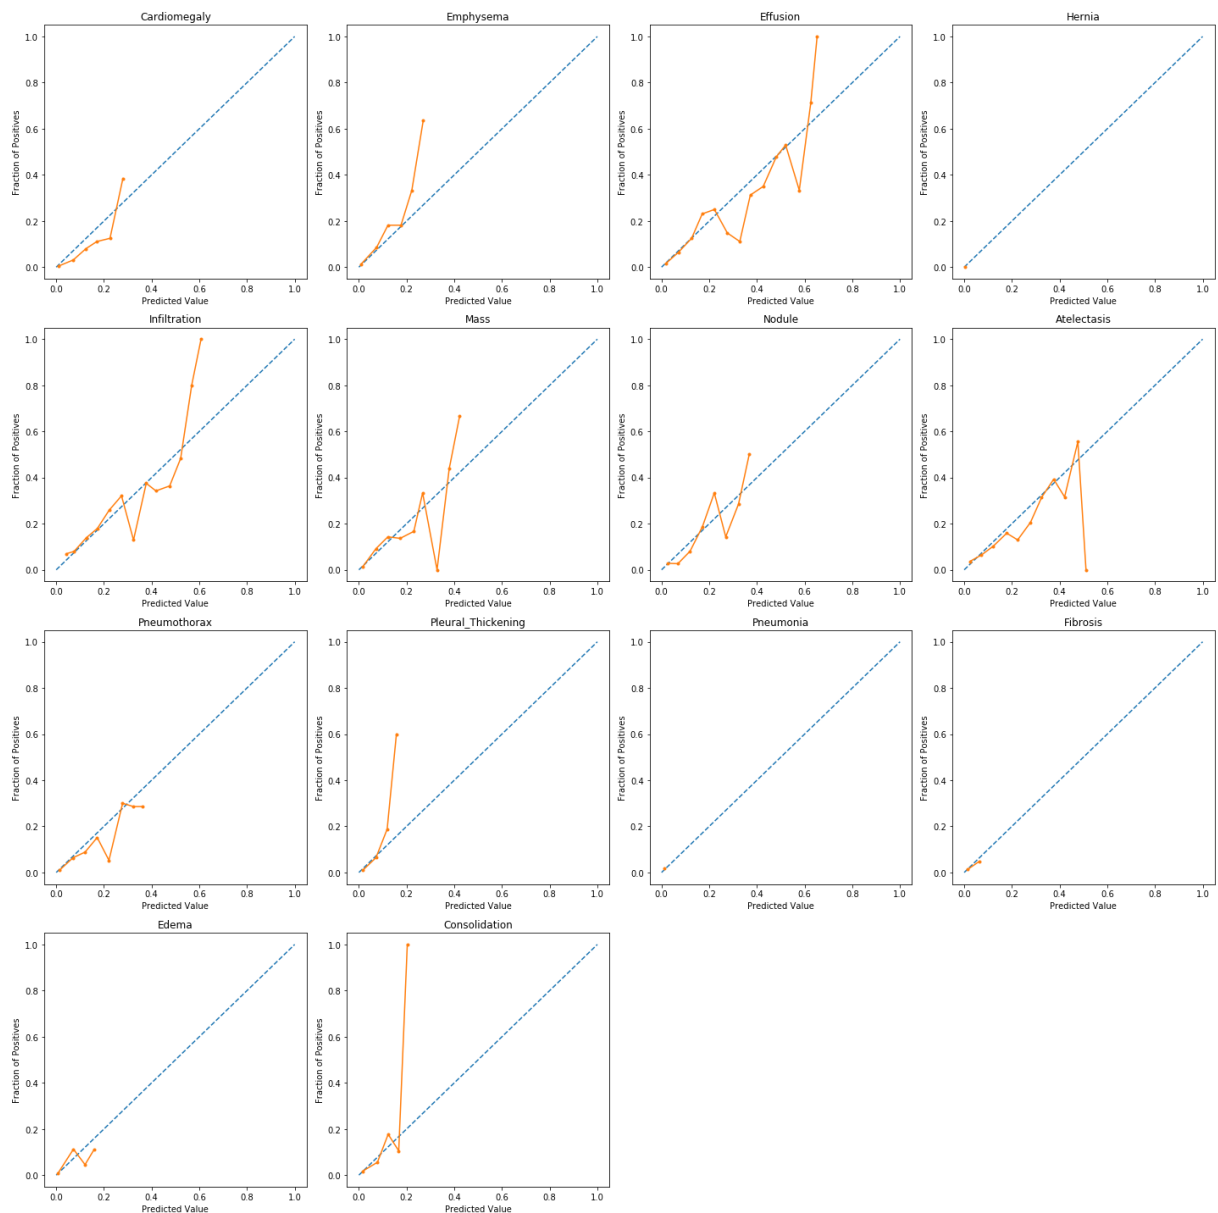 Cardiomegaly
Emphysema
Effusion
Hernia
1.0
0.8
0.6
0.4
0.2
0.0
Fraction of Positives
0.0 0.2 0.4 0.6 0.8 1.0
Predicted Value
1.0
0.8
0.6
0.4
0.2
0.0
Fraction of Positives
0.0 0.2 0.4 0.6 0.8 1.0
Predicted Value
1.0
0.8
0.6
0.4
0.2
0.0
Fraction of Positives
0.0 0.2 0.4 0.6 0.8 1.0
Predicted Value
1.0
0.8
0.6
0.4
0.2
0.0
Fraction of Positives
0.0 0.2 0.4 0.6 0.8 1.0
Predicted Value
Infiltration
Mass
Nodule
Atelectasis
1.0
0.8
0.6
0.4
0.2
0.0
Fraction of Positives
0.0 0.2 0.4 0.6 0.8 1.0
Predicted Value
1.0
0.8
0.6
0.4
0.2
0.0
Fraction of Positives
0.0 0.2 0.4 0.6 0.8 1.0
Predicted Value
1.0
0.8
0.6
0.4
0.2
0.0
Fraction of Positives
0.0 0.2 0.4 0.6 0.8 1.0
Predicted Value
1.0
0.8
0.6
0.4
0.2
0.0
Fraction of Positives
0.0 0.2 0.4 0.6 0.8 1.0
Predicted Value
Pneumothorax
Pleural_Thickening
Pneumonia
Fibrosis
1.0
0.8
0.6
0.4
0.2
0.0
Fraction of Positives
0.0 0.2 0.4 0.6 0.8 1.0
Predicted Value
1.0
0.8
0.6
0.4
0.2
0.0
Fraction of Positives
0.0 0.2 0.4 0.6 0.8 1.0
Predicted Value
1.0
0.8
0.6
0.4
0.2
0.0
Fraction of Positives
0.0 0.2 0.4 0.6 0.8 1.0
Predicted Value
1.0
0.8
0.6
0.4
0.2
0.0
Fraction of Positives
0.0 0.2 0.4 0.6 0.8 1.0
Predicted Value
Edema
Consolidation
1.0
0.8
0.6
0.4
0.2
0.0
Fraction of Positives
0.0 0.2 0.4 0.6 0.8 1.0
Predicted Value
1.0
0.8
0.6
0.4
0.2
0.0
Fraction of Positives
0.0 0.2 0.4 0.6 0.8 1.0
Predicted Value